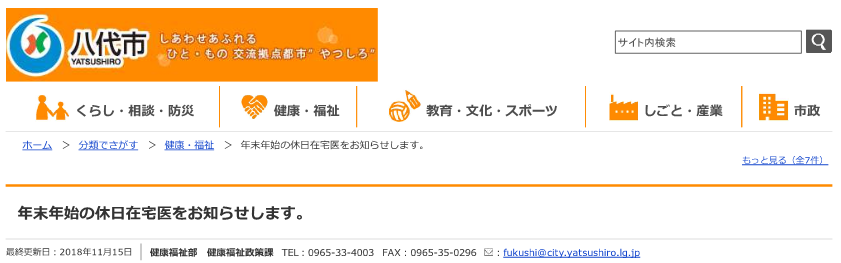 八代市
YATSUSHIRO
しあわせあふれる
ひと・もの 交流拠点都市"やつしろ"
サイト内検索
くらし・相談・防災 健康・福祉 教育・文化・スポーツ しごと・産業 市政
ホーム > 分類でさがす > 健康・福祉 > 年末年始の休日在宅医をお知らせします。
もっと見る（全7件）
年末年始の休日在宅医をお知らせします。
最終更新日：2018年11月15日 健康福祉部 健康福祉政策課 TEL：0965-33-4003 FAX：0965-35-0296 ✉：fukushi@city.yatsushiro.lg.jp